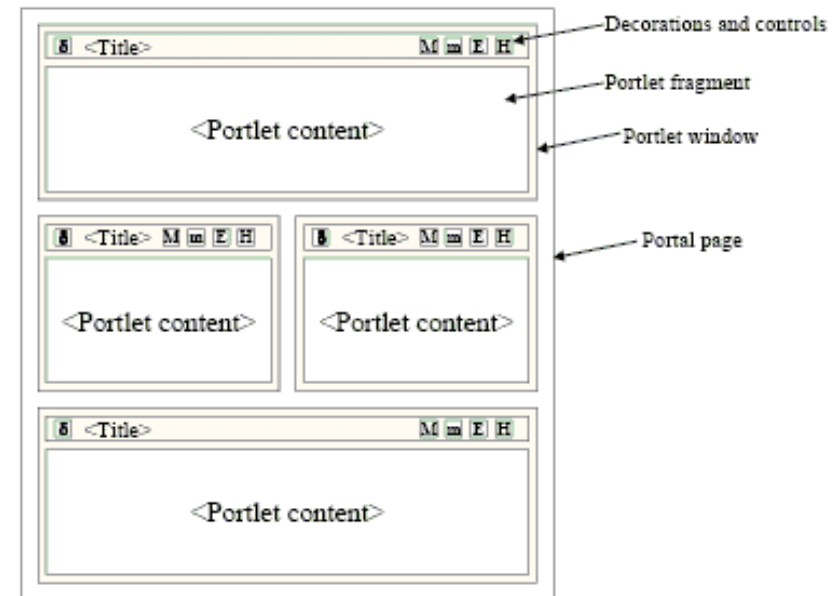 Decorations and controls
δ <Title> M m E H
Portlet fragment
<Portlet content>
Portlet window
δ <Title> M m E H
δ <Title> M m E H
Portal page
<Portlet content>
<Portlet content>
δ <Title> M m E H
<Portlet content>